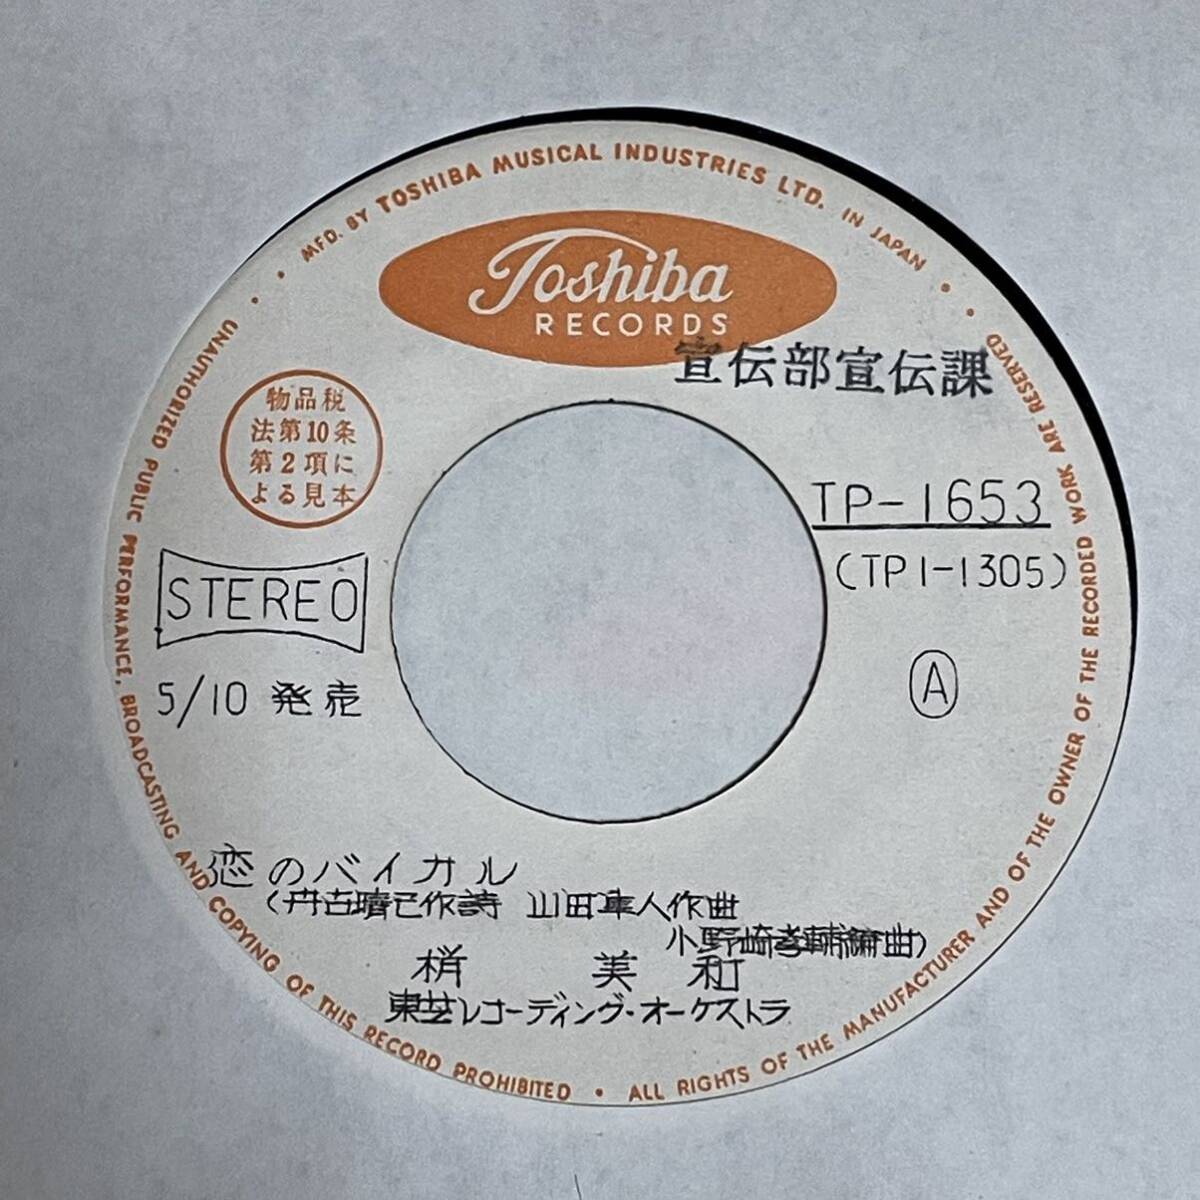 MFD. BY TOSHIBA MUSICAL INDUSTRIES LTD. IN JAPAN
Toshiba
RECORDS
宣伝部宣伝課
物品税
法第10条
第2項に
よる見本
TP-1653
(TP1-1305)
STEREO
5/10 発売
A
恋のバイカル
(丹古晴己作詩 山田隼人作曲
小野崎孝輔編曲)
梢 美和
東芝レコーディング・オーケストラ
UNAUTHORIZED PUBLIC PERFORMANCE, BROADCASTING AND COPYING OF THIS RECORD PROHIBITED • ALL RIGHTS OF THE MANUFACTURER AND OF THE OWNER OF THE RECORDED WORK ARE RESERVED